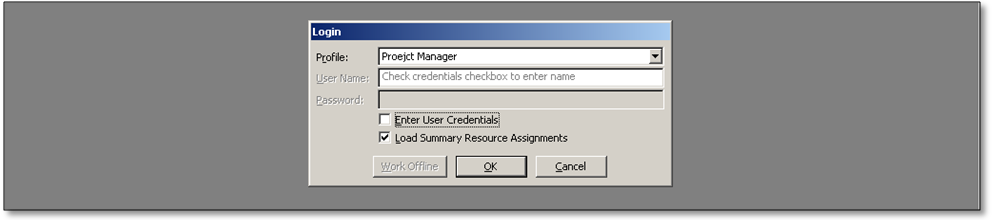 Login
Profile: Proejct Manager
User Name: Check credentials checkbox to enter name
Password:
Enter User Credentials
Load Summary Resource Assignments
Work Offline OK Cancel